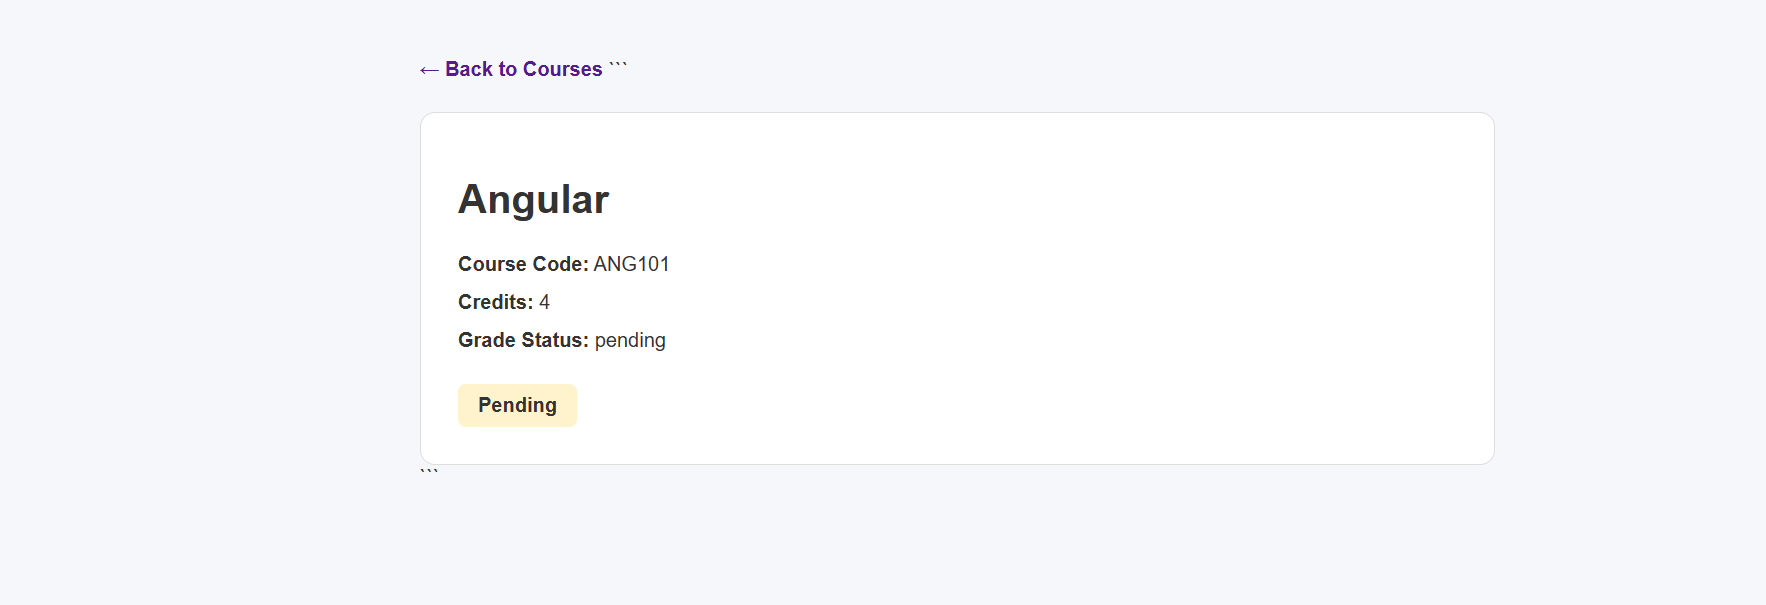 ← Back to Courses ```
Angular
Course Code: ANG101
Credits: 4
Grade Status: pending
Pending
```